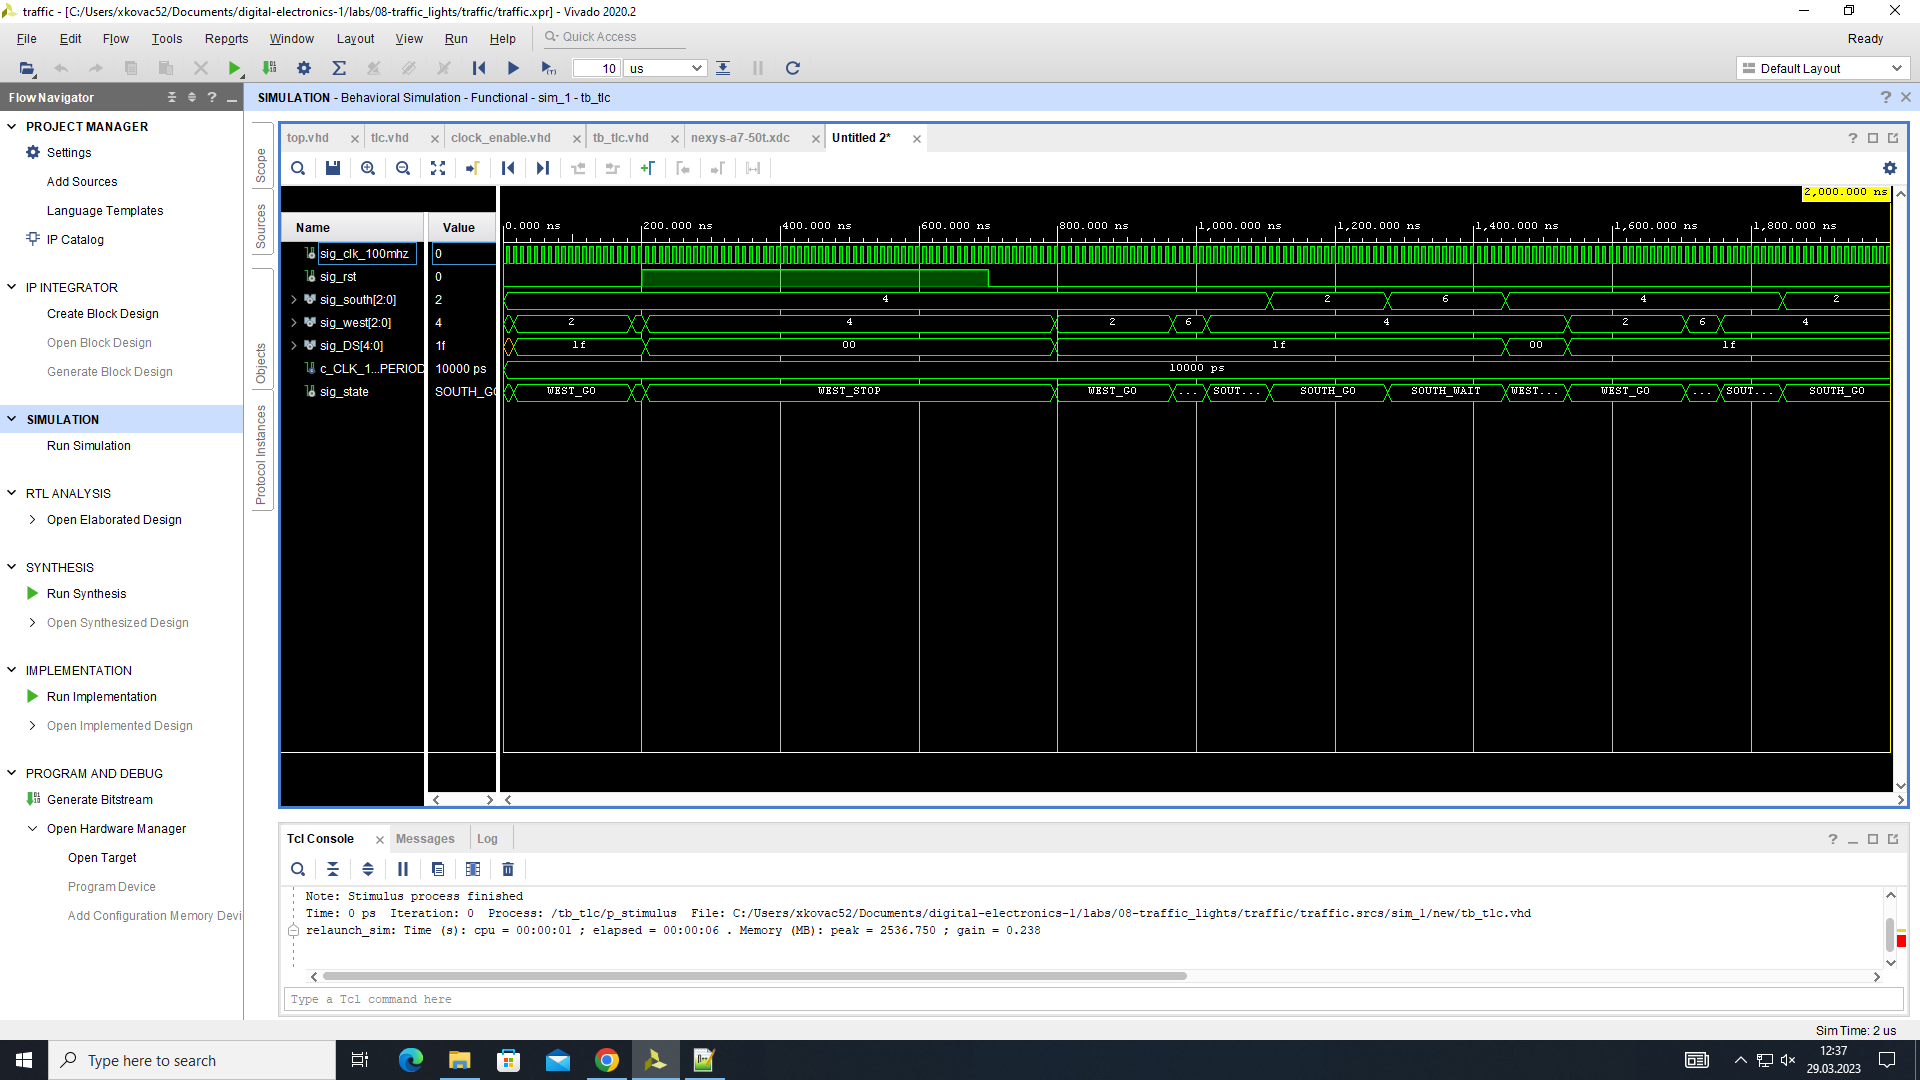 traffic - [C:/Users/xkovac52/Documents/digital-electronics-1/labs/08-traffic_lights/traffic/traffic.xpr] - Vivado 2020.2
File Edit Flow Tools Reports Window Layout View Run Help Quick Access Ready
10 us Default Layout
Flow Navigator
SIMULATION - Behavioral Simulation - Functional - sim_1 - tb_tlc
PROJECT MANAGER
Settings
Add Sources
Language Templates
IP Catalog
IP INTEGRATOR
Create Block Design
Open Block Design
Generate Block Design
SIMULATION
Run Simulation
RTL ANALYSIS
Open Elaborated Design
SYNTHESIS
Run Synthesis
Open Synthesized Design
IMPLEMENTATION
Run Implementation
Open Implemented Design
PROGRAM AND DEBUG
Generate Bitstream
Open Hardware Manager
Open Target
Program Device
Add Configuration Memory Devi
Scope
Sources
Objects
Protocol Instances
top.vhd tlc.vhd clock_enable.vhd tb_tlc.vhd nexys-a7-50t.xdc Untitled 2*
2,000.000 ns
Name Value 0.000 ns 200.000 ns 400.000 ns 600.000 ns 800.000 ns 1,000.000 ns 1,200.000 ns 1,400.000 ns 1,600.000 ns 1,800.000 ns
sig_clk_100mhz 0
sig_rst 0
sig_south[2:0] 2 4 2 6 4 2
sig_west[2:0] 4 2 4 2 6 4 2 6 4
sig_DS[4:0] 1f 1f 00 1f 00 1f
c_CLK_1...PERIOD 10000 ps 10000 ps
sig_state SOUTH_GO WEST_GO WEST_STOP WEST_GO ... SOUT... SOUTH_GO SOUTH_WAIT WEST... WEST_GO ... SOUT... SOUTH_GO
Tcl Console Messages Log
Note: Stimulus process finished
Time: 0 ps Iteration: 0 Process: /tb_tlc/p_stimulus File: C:/Users/xkovac52/Documents/digital-electronics-1/labs/08-traffic_lights/traffic/traffic.srcs/sim_1/new/tb_tlc.vhd
relaunch_sim: Time (s): cpu = 00:00:01 ; elapsed = 00:00:06 . Memory (MB): peak = 2536.750 ; gain = 0.238
Type a Tcl command here
Sim Time: 2 us
Type here to search
12:37
29.03.2023